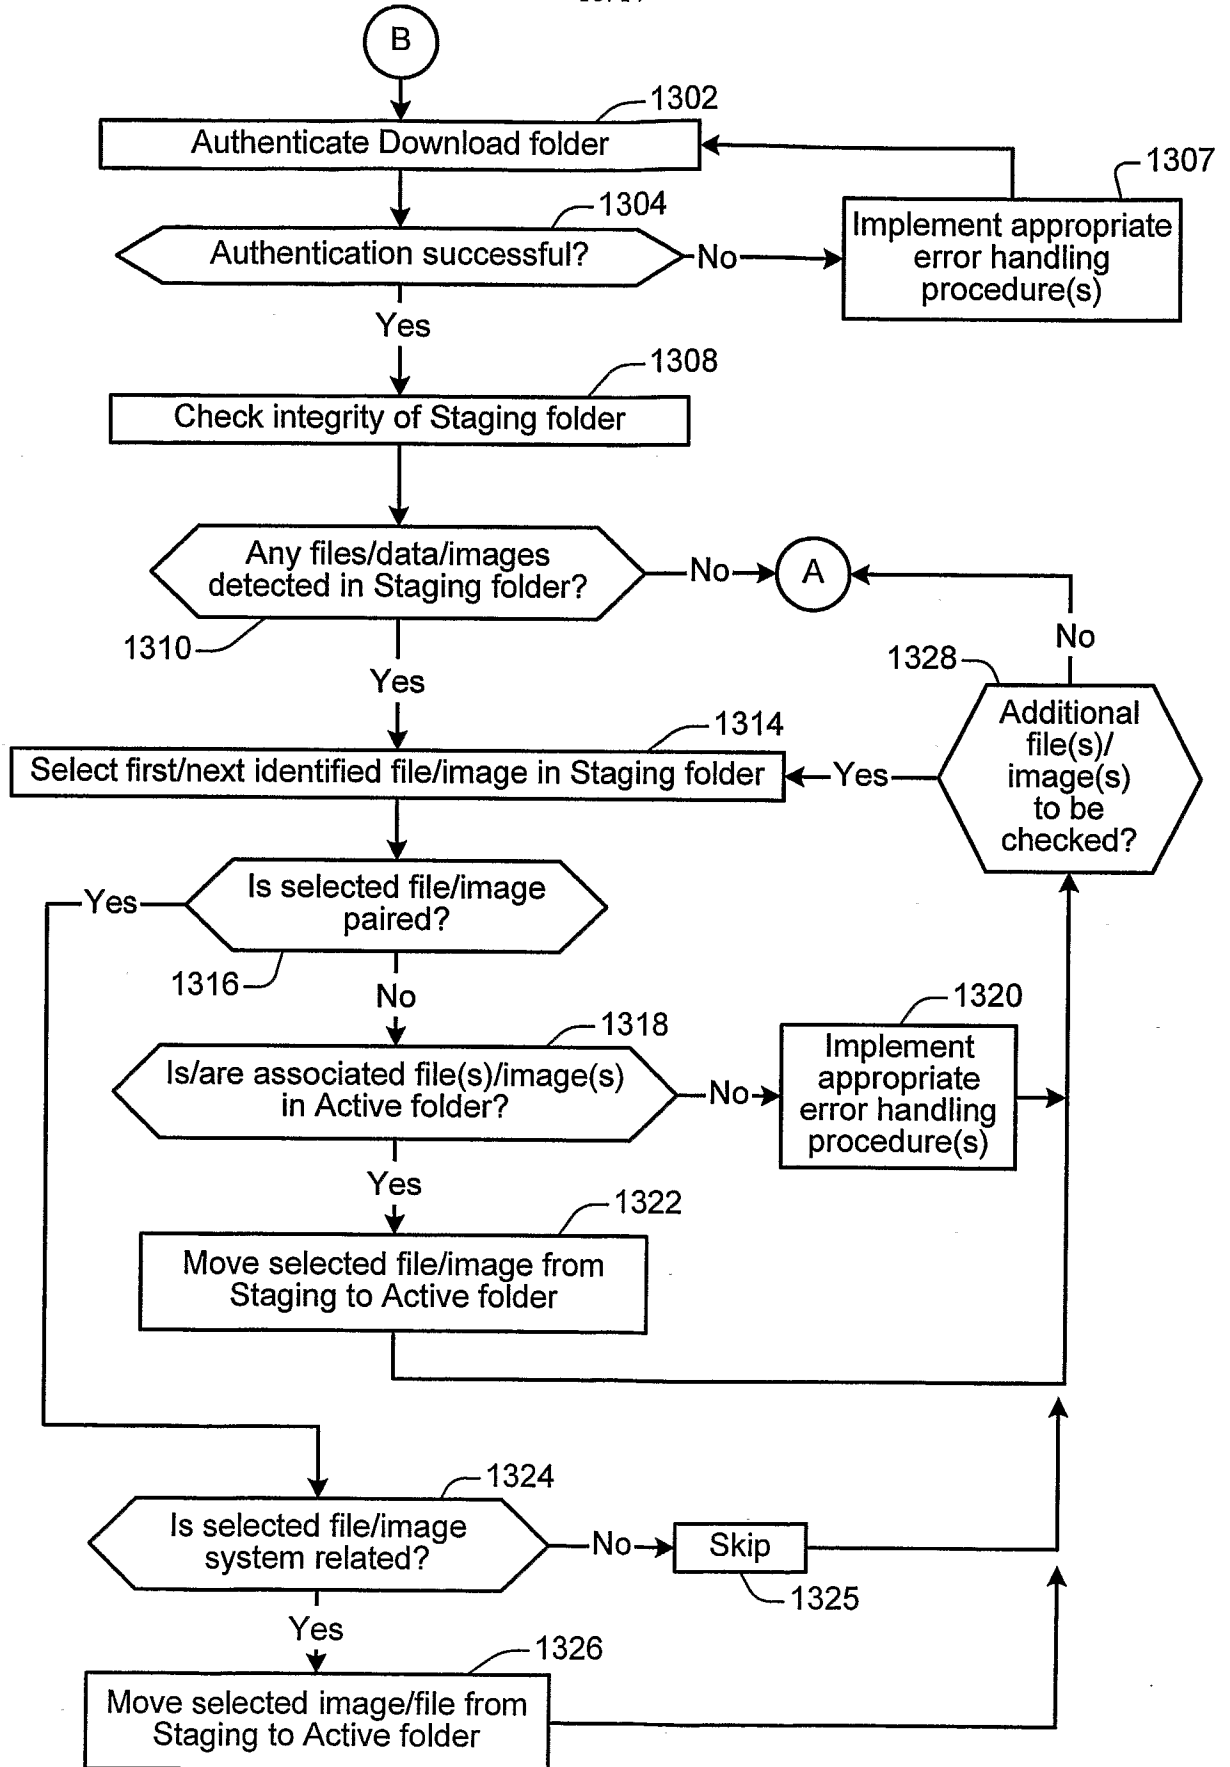 B
1302
Authenticate Download folder
1307
1304
Authentication successful?
No
Implement appropriate
error handling
procedure(s)
Yes
1308
Check integrity of Staging folder
Any files/data/images
detected in Staging folder?
No
A
1310
No
1328
Yes
Additional
file(s)/
image(s)
to be
checked?
1314
Select first/next identified file/image in Staging folder
Yes
Is selected file/image
paired?
Yes
1316
No
1320
1318
Is/are associated file(s)/image(s)
in Active folder?
No
Implement
appropriate
error handling
procedure(s)
Yes
1322
Move selected file/image from
Staging to Active folder
1324
Is selected file/image
system related?
No
Skip
1325
Yes
1326
Move selected image/file from
Staging to Active folder